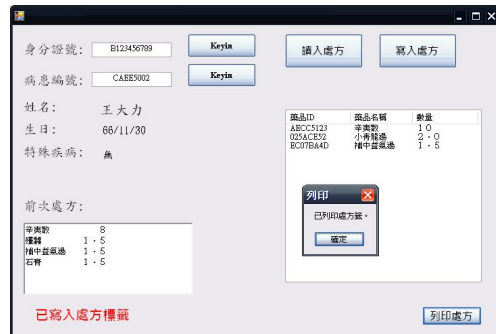 身分證號： B123456789 Keyin
病患編號： CAEE5002 Keyin
姓名： 王大力
生日： 66/11/30
特殊疾病： 無
前次處方：
辛夷散 8
1．5
補中益氣湯 1．5
石膏 1．5
已寫入處方標籤
讀入處方 寫入處方
藥品ID 藥品名稱 數量
AECC5123 辛夷散 10
025ACE52 小青龍湯 2．0
EC07BA4D 補中益氣湯 1．5
列印
已列印處方籤。
確定
列印處方